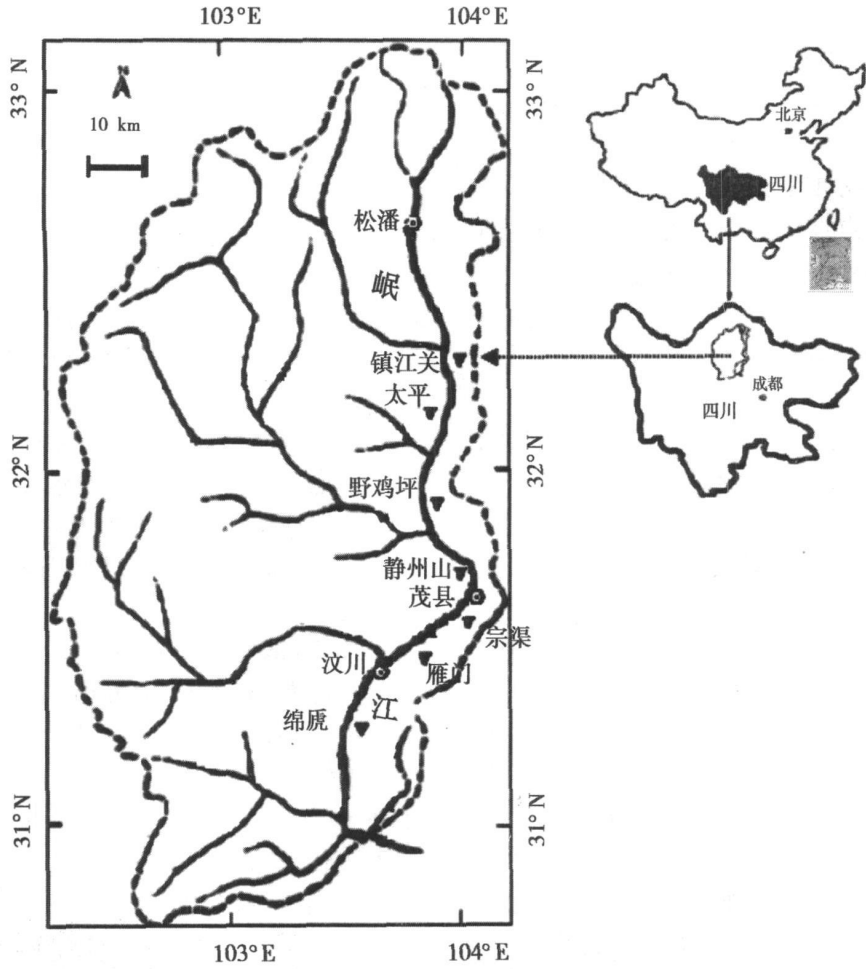 103°E
104°E
33°N
33°N
N
10 km
北京
四川
松潘
岷
镇江关
太平
成都
四川
32°N
32°N
野鸡坪
静州山
茂县
宗渠
汶川
雁门
绵虒
江
31°N
31°N
103°E
104°E